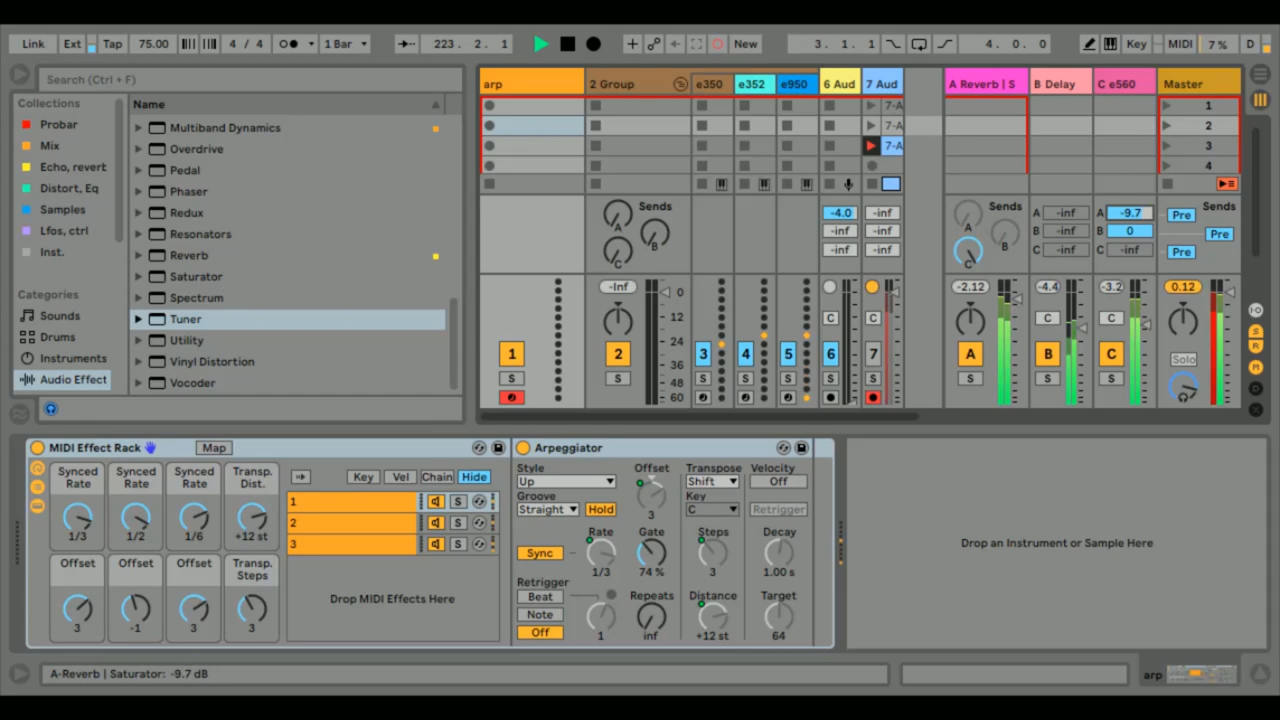 Link Ext Tap 75.00 4 / 4 1 Bar 223. 2. 1 New 3. 1. 1 4. 0. 0 Key MIDI 7 % D
Search (Ctrl + F)
Collections
Probar
Mix
Echo, revert
Distort, Eq
Samples
Lfos, ctrl
Inst.
Categories
Sounds
Drums
Instruments
Audio Effect
Name
Multiband Dynamics
Overdrive
Pedal
Phaser
Redux
Resonators
Reverb
Saturator
Spectrum
Tuner
Utility
Vinyl Distortion
Vocoder
arp 2 Group e350 e352 e950 6 Aud 7 Aud A Reverb | S B Delay C e560 Master
7-A 1
7-A 2
7-A 3
4
Sends A B C
-4.0 -inf
-inf -inf
-inf -inf
Sends A B C
A -inf A -9.7 Pre Sends
B -inf B 0 Pre
C -inf C -inf Pre
-Inf -2.12 -4.4 -3.2 0.12
0
12
24
36
48
60
C C C C
1 2 3 4 5 6 7 A B C Solo
S S S S S S S S S S
MIDI Effect Rack Map
Synced Rate Synced Rate Synced Rate Transp. Dist.
1/3 1/2 1/6 +12 st
Offset Offset Offset Transp. Steps
3 -1 3 3
Key Vel Chain Hide
1 S
2 S
3 S
Drop MIDI Effects Here
Arpeggiator
Style
Up
Groove
Straight Hold
Offset
3
Transpose
Shift
Key
C
Velocity
Off
Retrigger
Sync
Rate
1/3
Gate
74 %
Steps
3
Decay
1.00 s
Retrigger
Beat
Note
Off
1
Repeats
inf
Distance
+12 st
Target
64
Drop an Instrument or Sample Here
A-Reverb | Saturator: -9.7 dB
arp